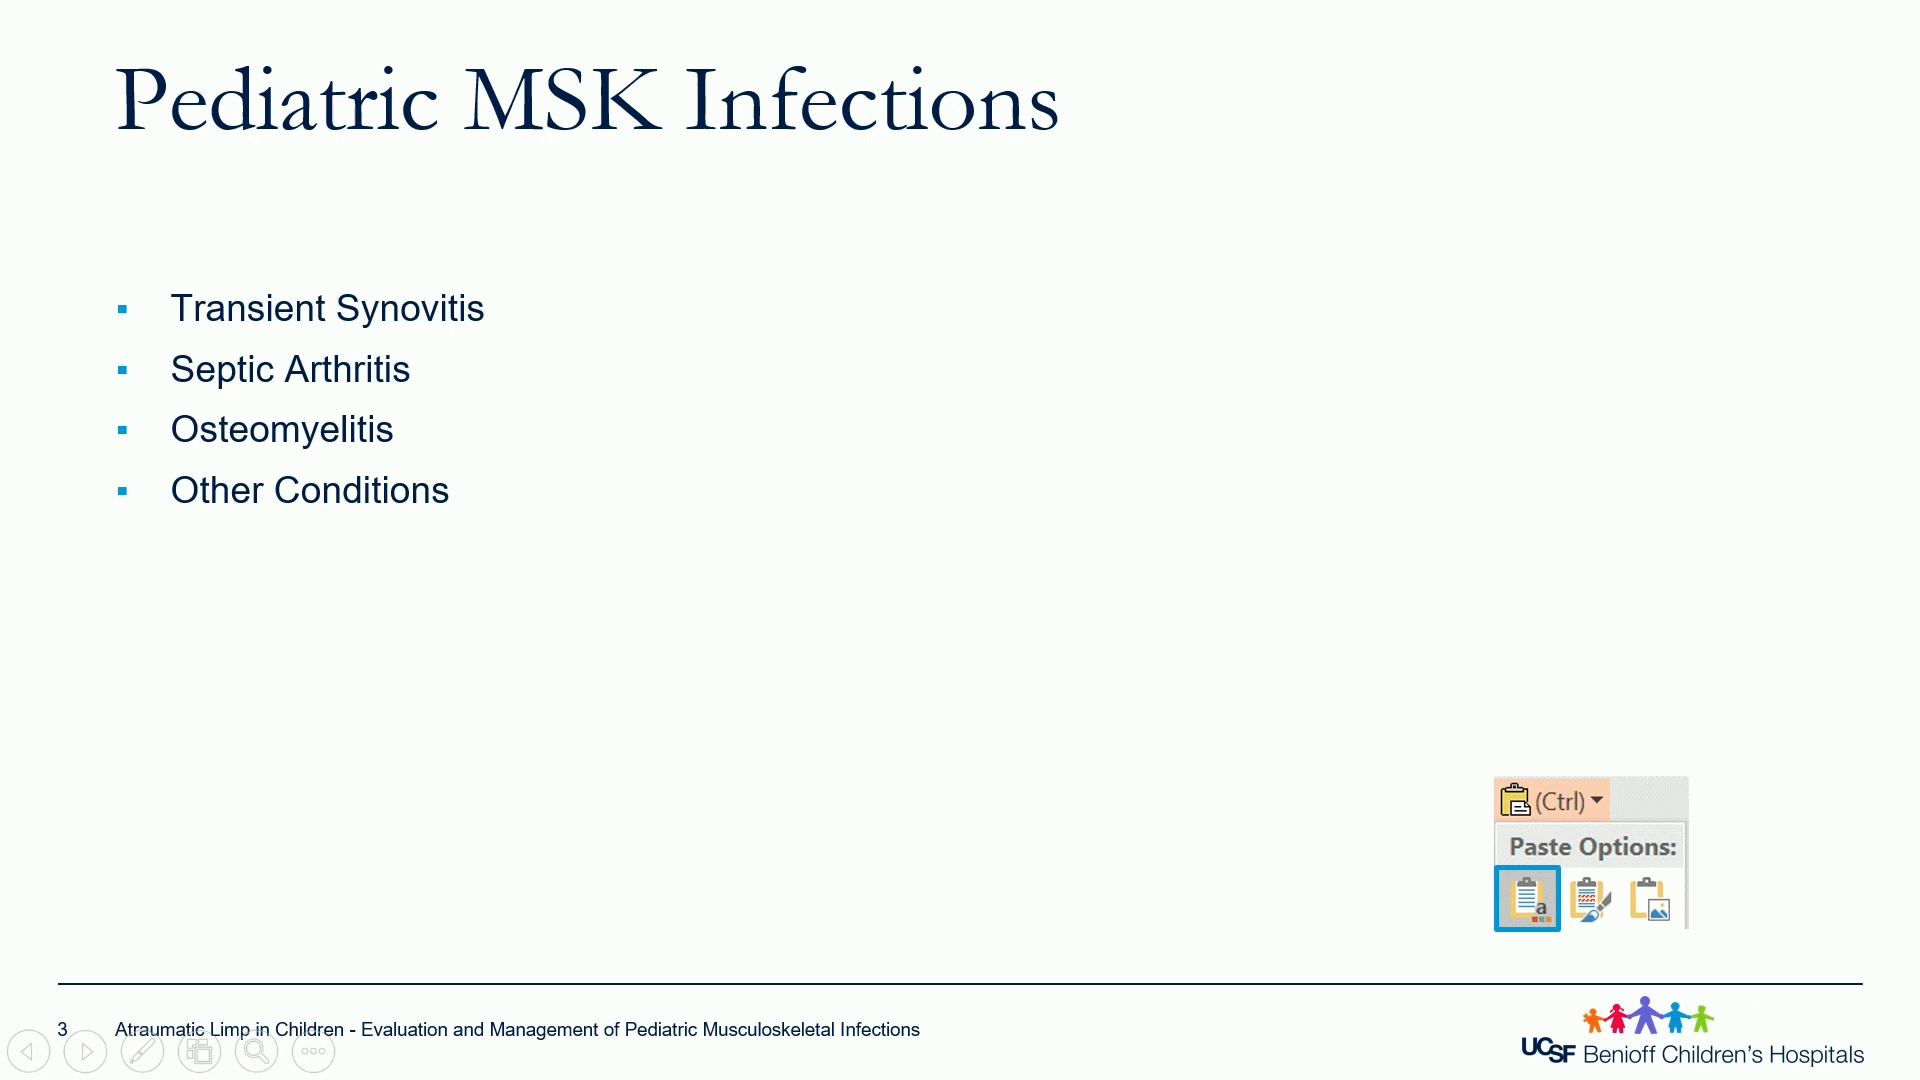 Pediatric MSK Infections
Transient Synovitis
Septic Arthritis
Osteomyelitis
Other Conditions
(Ctrl)
Paste Options:
a
3 Atraumatic Limp in Children - Evaluation and Management of Pediatric Musculoskeletal Infections
UCSF Benioff Children's Hospitals